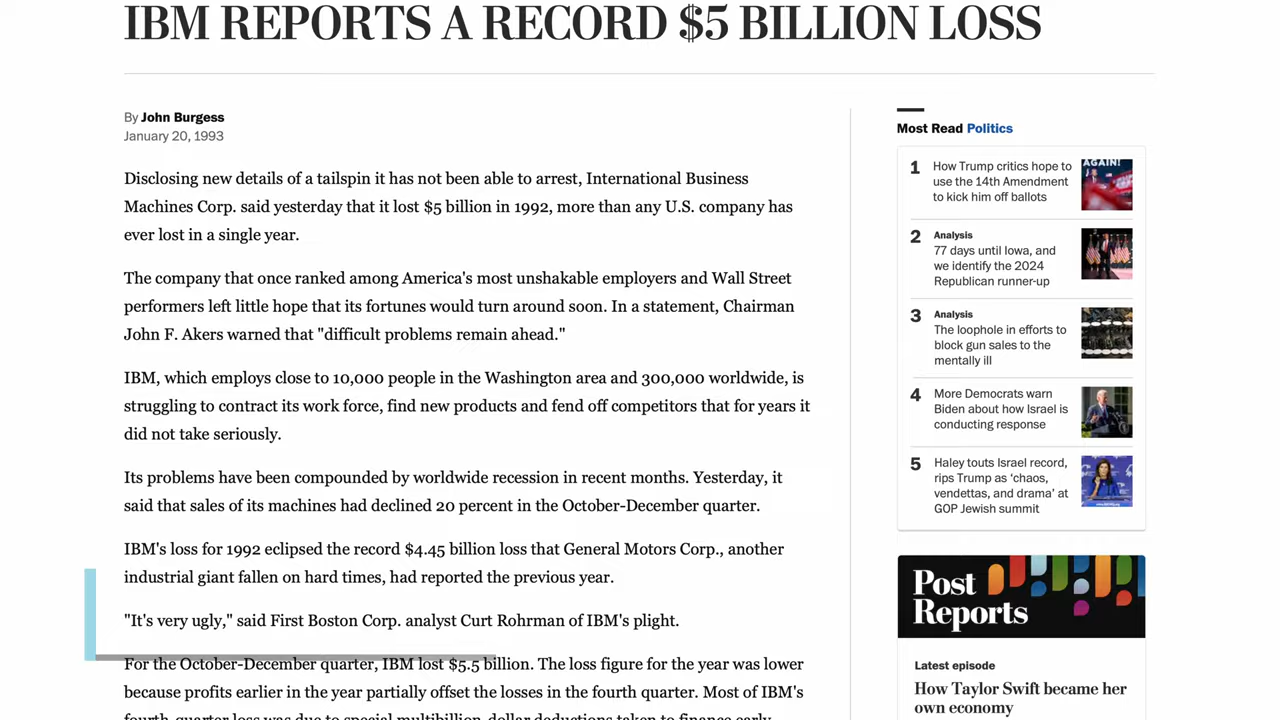 IBM REPORTS A RECORD $5 BILLION LOSS
By John Burgess
January 20, 1993
Disclosing new details of a tailspin it has not been able to arrest, International Business
Machines Corp. said yesterday that it lost $5 billion in 1992, more than any U.S. company has
ever lost in a single year.
The company that once ranked among America's most unshakable employers and Wall Street
performers left little hope that its fortunes would turn around soon. In a statement, Chairman
John F. Akers warned that "difficult problems remain ahead."
IBM, which employs close to 10,000 people in the Washington area and 300,000 worldwide, is
struggling to contract its work force, find new products and fend off competitors that for years it
did not take seriously.
Its problems have been compounded by worldwide recession in recent months. Yesterday, it
said that sales of its machines had declined 20 percent in the October-December quarter.
IBM's loss for 1992 eclipsed the record $4.45 billion loss that General Motors Corp., another
industrial giant fallen on hard times, had reported the previous year.
"It's very ugly," said First Boston Corp. analyst Curt Rohrman of IBM's plight.
For the October-December quarter, IBM lost $5.5 billion. The loss figure for the year was lower
because profits earlier in the year partially offset the losses in the fourth quarter. Most of IBM's
fourth-quarter loss was due to special multibillion-dollar deductions taken to finance early
Most Read Politics
1
How Trump critics hope to
use the 14th Amendment
to kick him off ballots
AGAIN!
2
Analysis
77 days until Iowa, and
we identify the 2024
Republican runner-up
3
Analysis
The loophole in efforts to
block gun sales to the
mentally ill
4
More Democrats warn
Biden about how Israel is
conducting response
5
Haley touts Israel record,
rips Trump as ‘chaos,
vendettas, and drama’ at
GOP Jewish summit
Post
Reports
Latest episode
How Taylor Swift became her
own economy